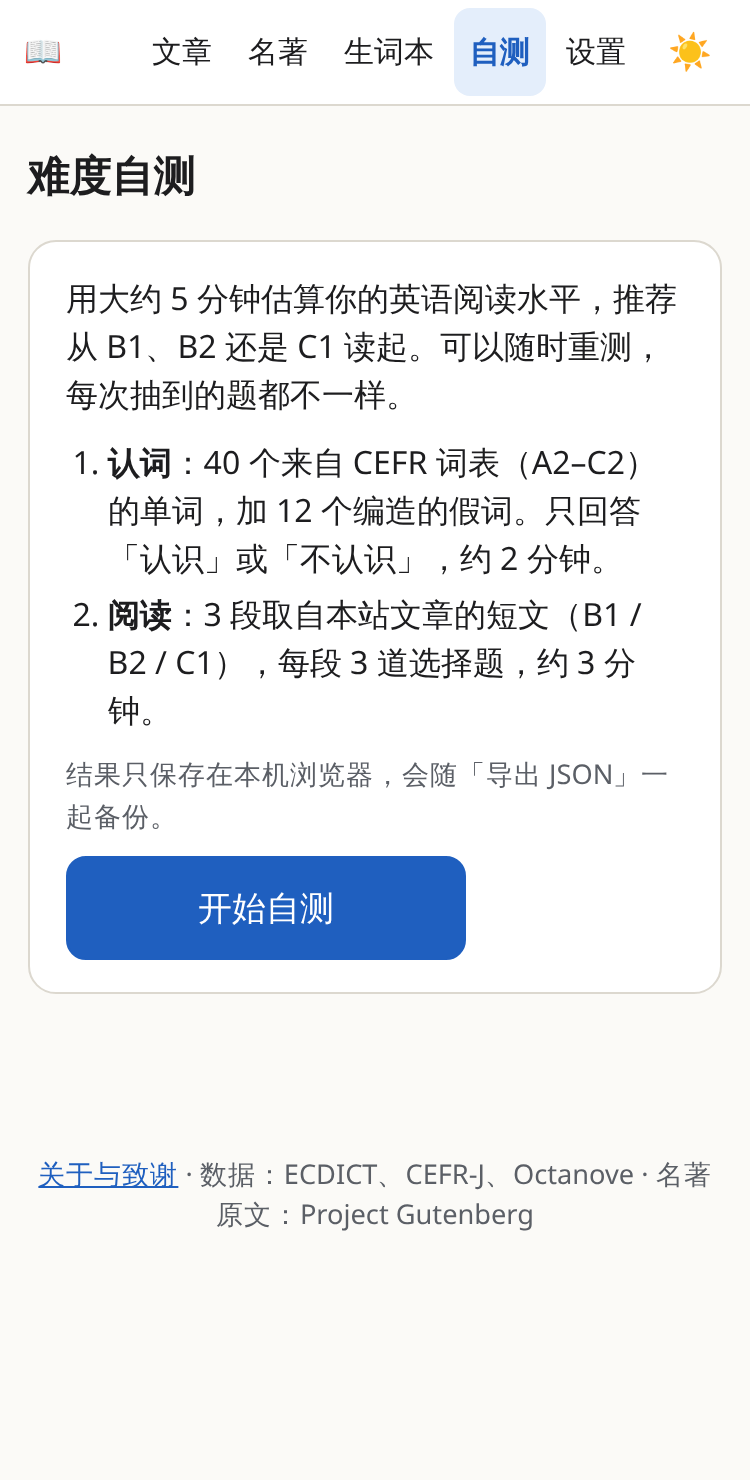 文章 名著 生词本 自测 设置
难度自测
用大约 5 分钟估算你的英语阅读水平，推荐
从 B1、B2 还是 C1 读起。可以随时重测，
每次抽到的题都不一样。
1. 认词：40 个来自 CEFR 词表（A2–C2）
的单词，加 12 个编造的假词。只回答
「认识」或「不认识」，约 2 分钟。
2. 阅读：3 段取自本站文章的短文（B1 /
B2 / C1），每段 3 道选择题，约 3 分
钟。
结果只保存在本机浏览器，会随「导出 JSON」一
起备份。
开始自测
关于与致谢 · 数据：ECDICT、CEFR-J、Octanove · 名著
原文：Project Gutenberg